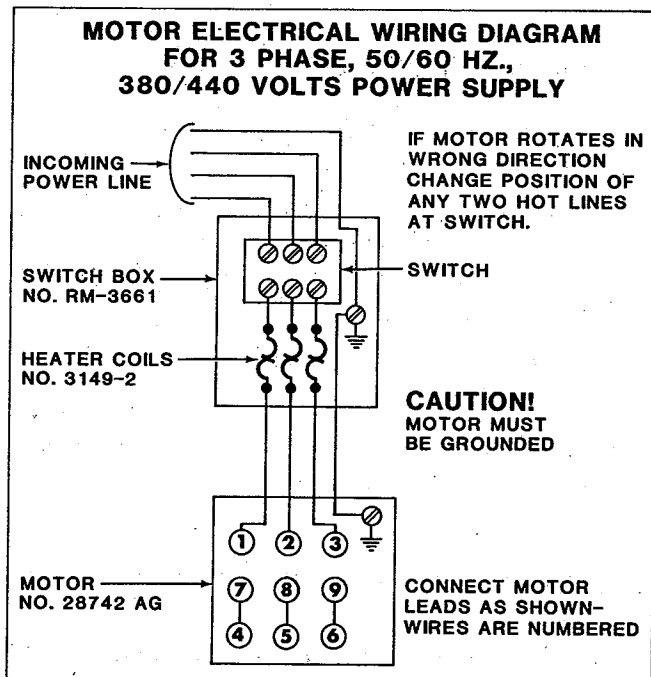 MOTOR ELECTRICAL WIRING DIAGRAM
FOR 3 PHASE, 50/60 HZ.,
380/440 VOLTS POWER SUPPLY
INCOMING
POWER LINE
IF MOTOR ROTATES IN
WRONG DIRECTION
CHANGE POSITION OF
ANY TWO HOT LINES
AT SWITCH.
SWITCH BOX
NO. RM-3661
SWITCH
HEATER COILS
NO. 3149-2
CAUTION!
MOTOR MUST
BE GROUNDED
1 2 3
7 8 9
4 5 6
MOTOR
NO. 28742 AG
CONNECT MOTOR
LEADS AS SHOWN-
WIRES ARE NUMBERED